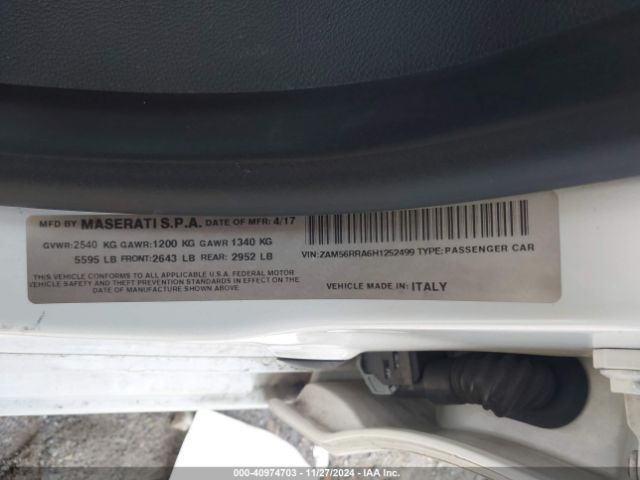 MFD BY MASERATI S.P.A. DATE OF MFR: 4/17
GVWR:2540 KG GAWR:1200 KG GAWR 1340 KG
5595 LB FRONT:2643 LB REAR: 2952 LB
THIS VEHICLE CONFORMS TO ALL APPLICABLE U.S.A. FEDERAL MOTOR
VEHICLE SAFETY AND THEFT PREVENTION STANDARDS IN EFFECT ON THE
DATE OF MANUFACTURE SHOWN ABOVE
VIN:ZAM56RRA6H1252499 TYPE:PASSENGER CAR
VEHICLE MADE IN: ITALY
000-40974703 - 11/27/2024 - IAA Inc.